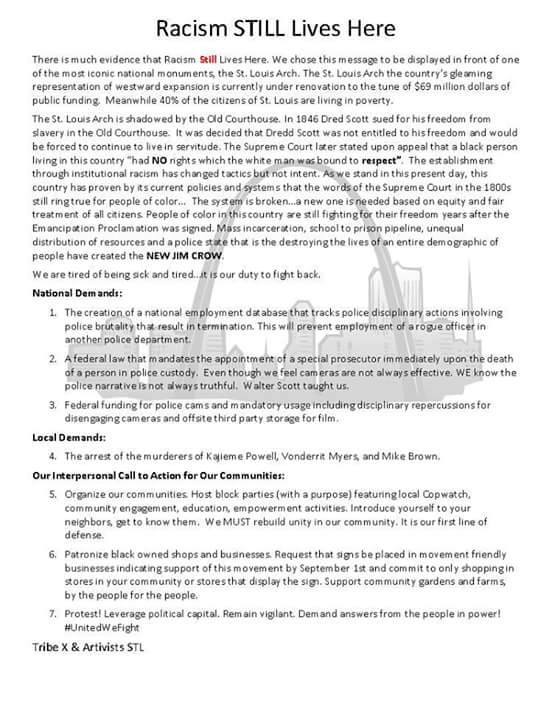 Racism STILL Lives Here
There is much evidence that Racism Still Lives Here. We chose this message to be displayed in front of one
of the most iconic national monuments, the St. Louis Arch. The St. Louis Arch the country's gleaming
representation of westward expansion is currently under renovation to the tune of $69 million dollars of
public funding. Meanwhile 40% of the citizens of St. Louis are living in poverty.
The St. Louis Arch is shadowed by the Old Courthouse. In 1846 Dred Scott sued for his freedom from
slavery in the Old Courthouse. It was decided that Dredd Scott was not entitled to his freedom and would
be forced to continue to live in servitude. The Supreme Court later stated upon appeal that a black person
living in this country "had NO rights which the white man was bound to respect". The establishment
through institutional racism has changed tactics but not intent. As we stand in this present day, this
country has proven by its current policies and systems that the words of the Supreme Court in the 1800s
still ring true for people of color... The system is broken...a new one is needed based on equity and fair
treatment of all citizens. People of color in this country are still fighting for their freedom years after the
Emancipation Proclamation was signed. Mass incarceration, school to prison pipeline, unequal
distribution of resources and a police state that is the destroying the lives of an entire demographic of
people have created the NEW JIM CROW.
We are tired of being sick and tired...it is our duty to fight back.
National Demands:
1. The creation of a national employment database that tracks police disciplinary actions involving
police brutality that result in termination. This will prevent employment of a rogue officer in
another police department.
2. A federal law that mandates the appointment of a special prosecutor immediately upon the death
of a person in police custody. Even though we feel cameras are not always effective. WE know the
police narrative is not always truthful. Walter Scott taught us.
3. Federal funding for police cams and mandatory usage including disciplinary repercussions for
disengaging cameras and offsite third party storage for film.
Local Demands:
4. The arrest of the murderers of Kajieme Powell, Vonderrit Myers, and Mike Brown.
Our Interpersonal Call to Action for Our Communities:
5. Organize our communities. Host block parties (with a purpose) featuring local Copwatch,
community engagement, education, empowerment activities. Introduce yourself to your
neighbors, get to know them. We MUST rebuild unity in our community. It is our first line of
defense.
6. Patronize black owned shops and businesses. Request that signs be placed in movement friendly
businesses indicating support of this movement by September 1st and commit to only shopping in
stores in your community or stores that display the sign. Support community gardens and farms,
by the people for the people.
7. Protest! Leverage political capital. Remain vigilant. Demand answers from the people in power!
#UnitedWeFight
Tribe X & Artivists STL